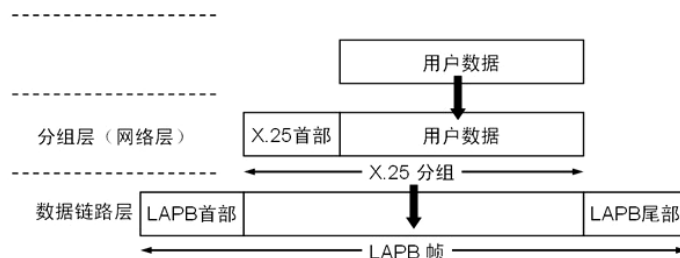 用户数据
分组层（网络层） X.25首部 用户数据
X.25 分组
数据链路层 LAPB首部 LAPB尾部
LAPB 帧